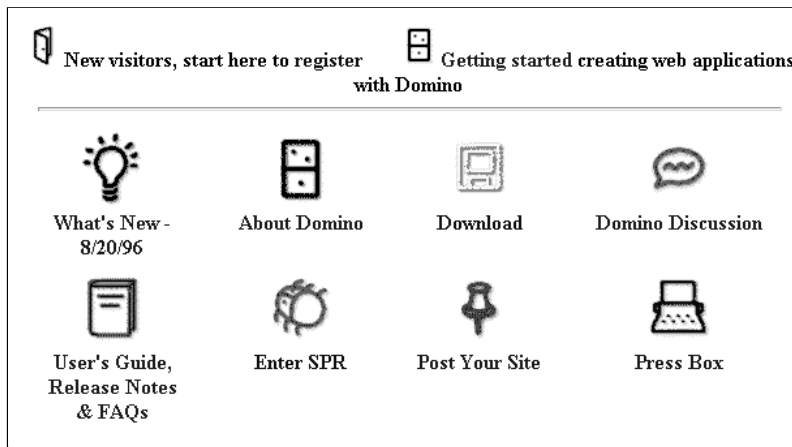 New visitors, start here to register Getting started creating web applications
with Domino
What's New - About Domino Download Domino Discussion
8/20/96
User's Guide, Enter SPR Post Your Site Press Box
Release Notes
& FAQs